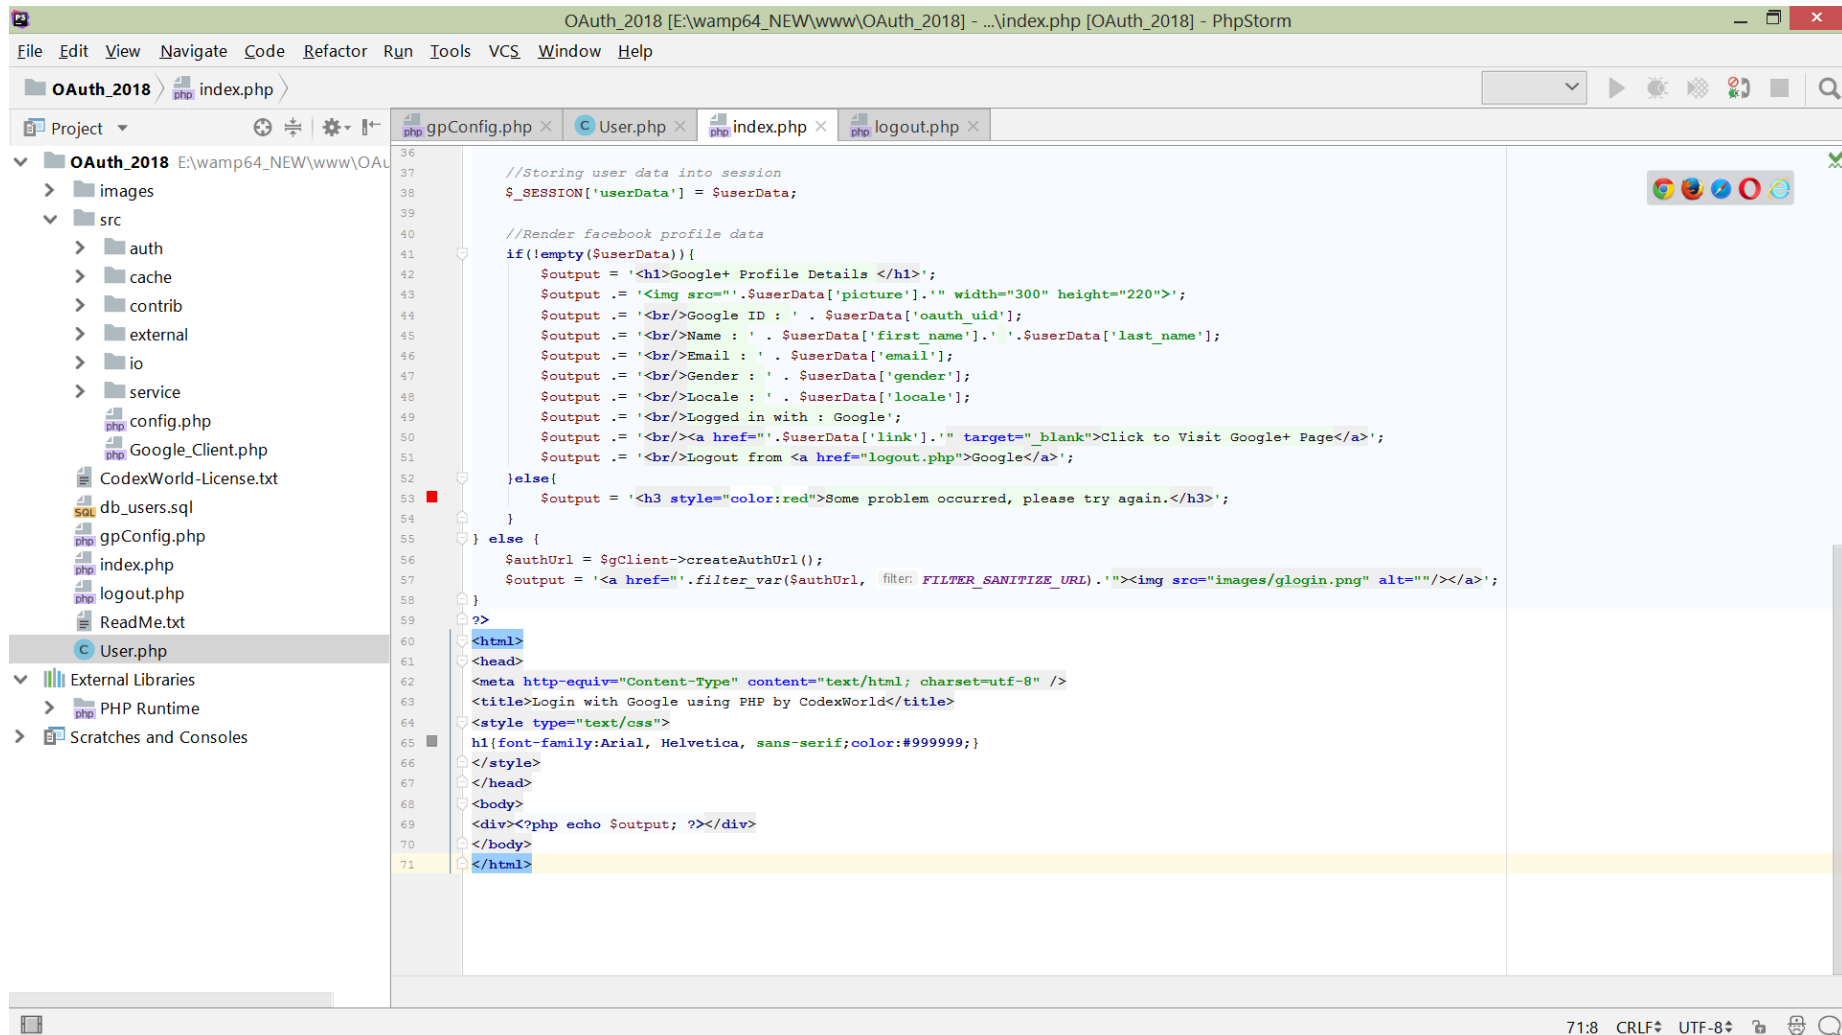 OAuth_2018 [E:\wamp64_NEW\www\OAuth_2018] - ...\index.php [OAuth_2018] - PhpStorm
File Edit View Navigate Code Refactor Run Tools VCS Window Help
OAuth_2018 index.php
Project
gpConfig.php User.php index.php logout.php
OAuth_2018 E:\wamp64_NEW\www\OAu
images
src
auth
cache
contrib
external
io
service
config.php
Google_Client.php
CodexWorld-License.txt
db_users.sql
gpConfig.php
index.php
logout.php
ReadMe.txt
User.php
External Libraries
PHP Runtime
Scratches and Consoles
36
37 //Storing user data into session
38 $_SESSION['userData'] = $userData;
39
40 //Render facebook profile data
41 if(!empty($userData)){
42 $output = '<h1>Google+ Profile Details </h1>';
43 $output .= '<img src="'.$userData['picture'].'" width="300" height="220">';
44 $output .= '<br/>Google ID : ' . $userData['oauth_uid'];
45 $output .= '<br/>Name : ' . $userData['first_name'].' '.$userData['last_name'];
46 $output .= '<br/>Email : ' . $userData['email'];
47 $output .= '<br/>Gender : ' . $userData['gender'];
48 $output .= '<br/>Locale : ' . $userData['locale'];
49 $output .= '<br/>Logged in with : Google';
50 $output .= '<br/><a href="'.$userData['link'].'" target="_blank">Click to Visit Google+ Page</a>';
51 $output .= '<br/>Logout from <a href="logout.php">Google</a>';
52 }else{
53 $output = '<h3 style="color:red">Some problem occurred, please try again.</h3>';
54 }
55 } else {
56 $authUrl = $gClient->createAuthUrl();
57 $output = '<a href="'.filter_var($authUrl, filter: FILTER_SANITIZE_URL).'"><img src="images/glogin.png" alt=""/></a>';
58 }
59 ?>
60 <html>
61 <head>
62 <meta http-equiv="Content-Type" content="text/html; charset=utf-8" />
63 <title>Login with Google using PHP by CodexWorld</title>
64 <style type="text/css">
65 h1{font-family:Arial, Helvetica, sans-serif;color:#999999;}
66 </style>
67 </head>
68 <body>
69 <div><?php echo $output; ?></div>
70 </body>
71 </html>
71:8 CRLF UTF-8